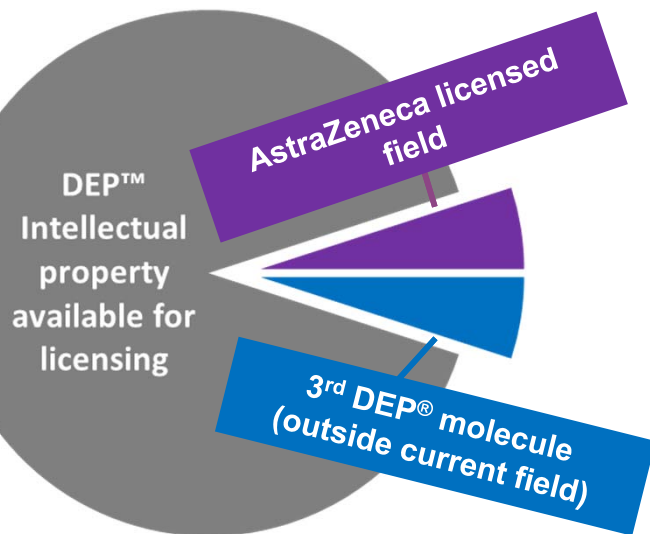 AstraZeneca licensed
field
DEP™
Intellectual
property
available for
licensing
3rd DEP® molecule
(outside current field)